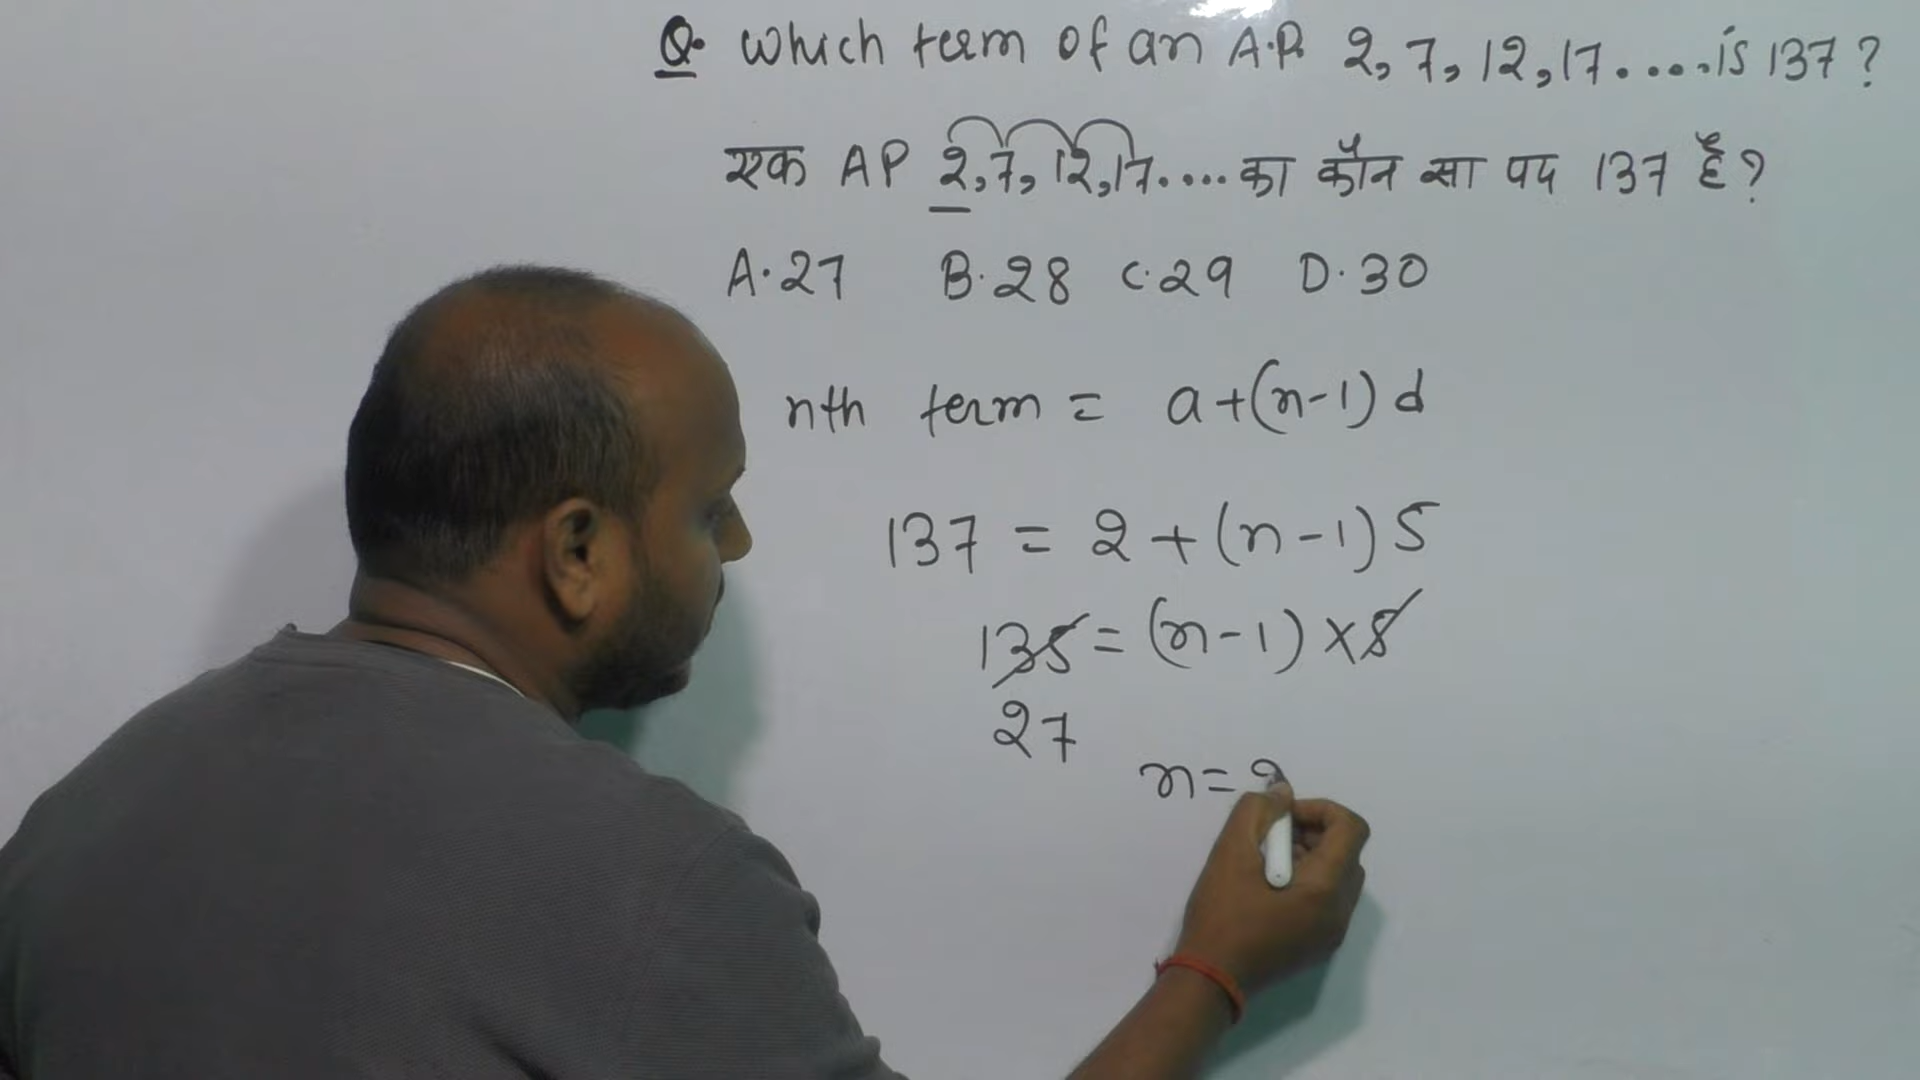 Q. Which term of an A.P. 2, 7, 12, 17.....is 137?
एक AP 2, 7, 12, 17.....का कौन सा पद 137 है?
A. 27 B. 28 C. 29 D. 30
nth term = a+(n-1)d
137 = 2+(n-1)5
135 = (n-1)×5
27
n=